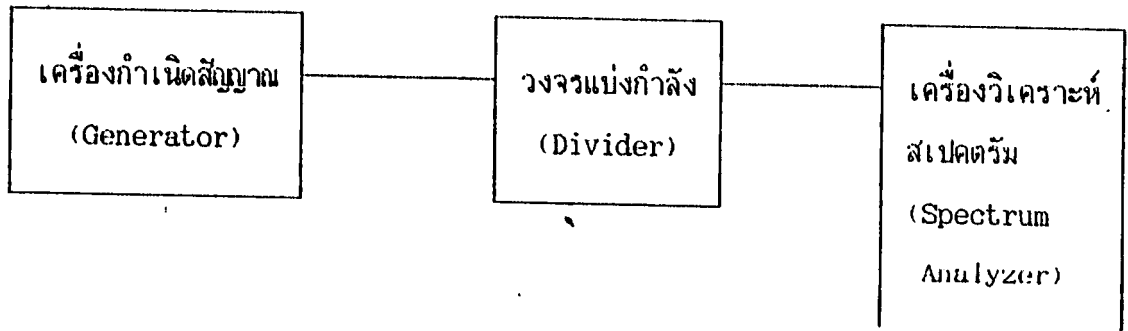 เครื่องกำเนิดสัญญาณ
(Generator)
วงจรแบ่งกำลัง
(Divider)
เครื่องวิเคราะห์
สเปคตรัม
(Spectrum
Analyzer)